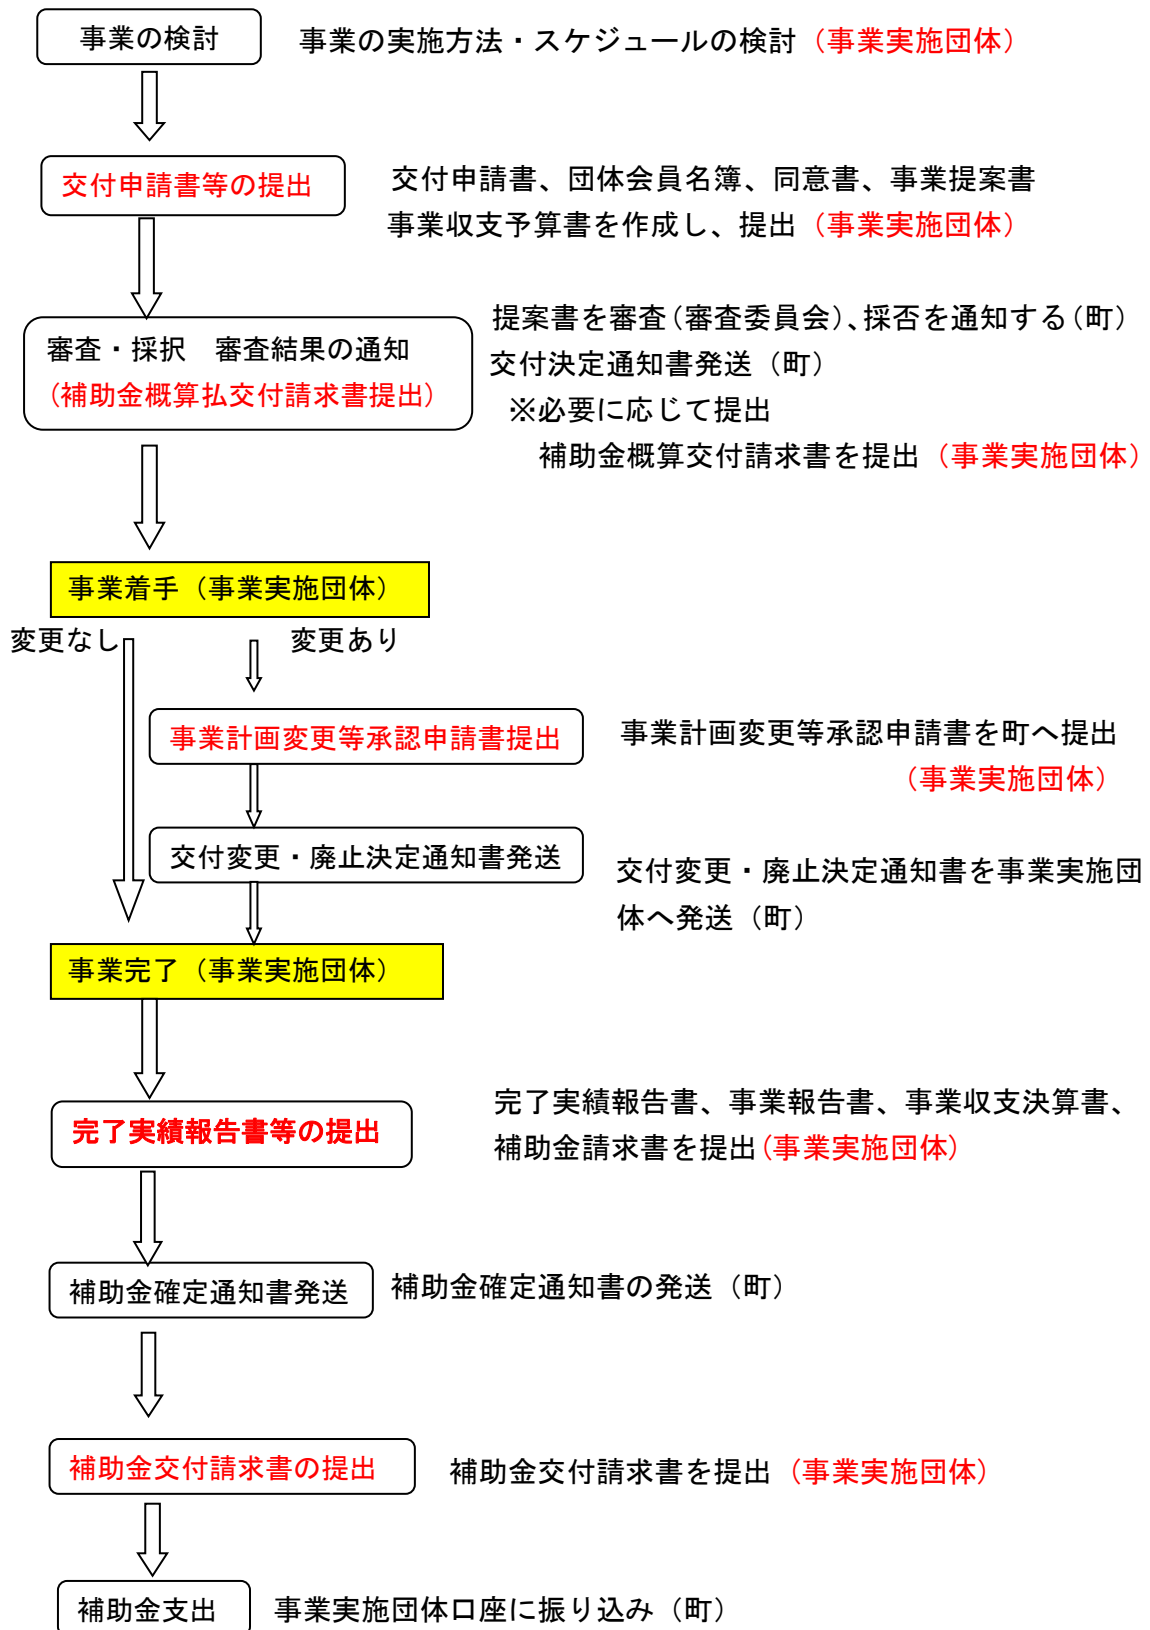 事業の検討
事業の実施方法・スケジュールの検討（事業実施団体）
交付申請書等の提出
交付申請書、団体会員名簿、同意書、事業提案書
事業収支予算書を作成し、提出（事業実施団体）
審査・採択　審査結果の通知
（補助金概算払交付請求書提出）
提案書を審査（審査委員会）、採否を通知する（町）
交付決定通知書発送（町）
※必要に応じて提出
補助金概算交付請求書を提出（事業実施団体）
事業着手（事業実施団体）
変更なし
変更あり
事業計画変更等承認申請書提出
事業計画変更等承認申請書を町へ提出
（事業実施団体）
交付変更・廃止決定通知書発送
交付変更・廃止決定通知書を事業実施団
体へ発送（町）
事業完了（事業実施団体）
完了実績報告書等の提出
完了実績報告書、事業報告書、事業収支決算書、
補助金請求書を提出（事業実施団体）
補助金確定通知書発送
補助金確定通知書の発送（町）
補助金交付請求書の提出
補助金交付請求書を提出（事業実施団体）
補助金支出
事業実施団体口座に振り込み（町）